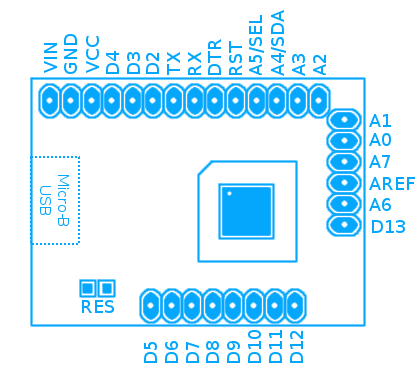 VIN
GND
VCC
D4
D3
D2
TX
RX
DTR
RST
A5/SEL
A4/SDA
A3
A2
A1
A0
A7
AREF
A6
D13
Micro-B
USB
RES
D5
D6
D7
D8
D9
D10
D11
D12